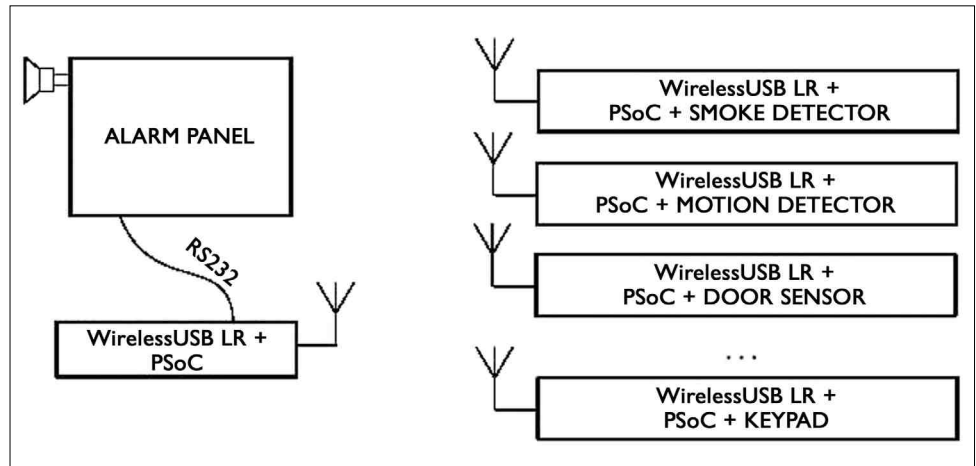 ALARM PANEL
RS232
WirelessUSB LR +
PSoC
WirelessUSB LR +
PSoC + SMOKE DETECTOR
WirelessUSB LR +
PSoC + MOTION DETECTOR
WirelessUSB LR +
PSoC + DOOR SENSOR
...
WirelessUSB LR +
PSoC + KEYPAD